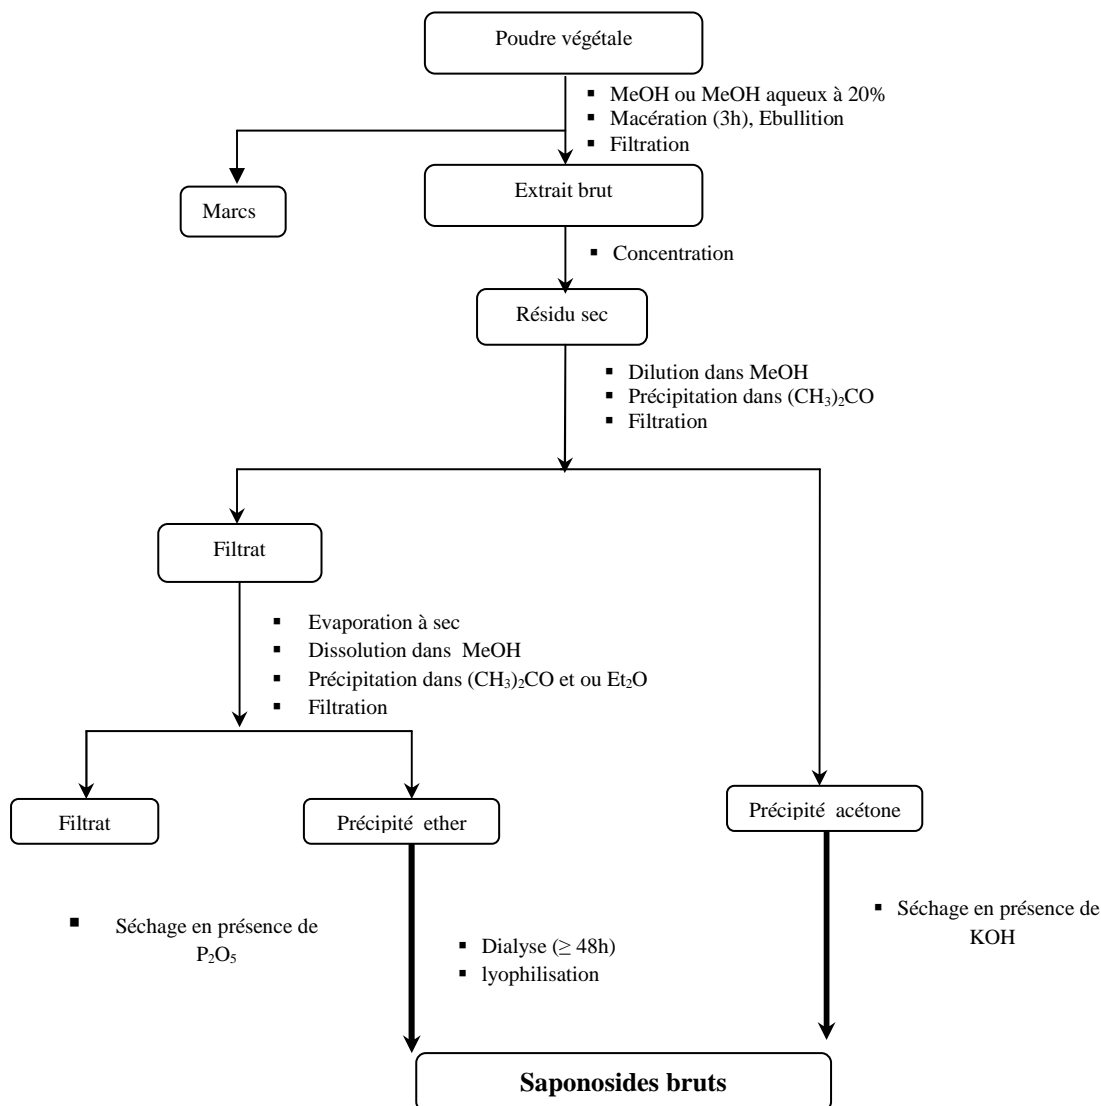 Poudre végétale
▪ MeOH ou MeOH aqueux à 20%
▪ Macération (3h), Ebullition
▪ Filtration
Marcs
Extrait brut
▪ Concentration
Résidu sec
▪ Dilution dans MeOH
▪ Précipitation dans (CH₃)₂CO
▪ Filtration
Filtrat
▪ Evaporation à sec
▪ Dissolution dans MeOH
▪ Précipitation dans (CH₃)₂CO et ou Et₂O
▪ Filtration
Filtrat
Précipité ether
Précipité acétone
▪ Séchage en présence de
P₂O₅
▪ Dialyse (≥ 48h)
▪ lyophilisation
▪ Séchage en présence de
KOH
Saponosides bruts